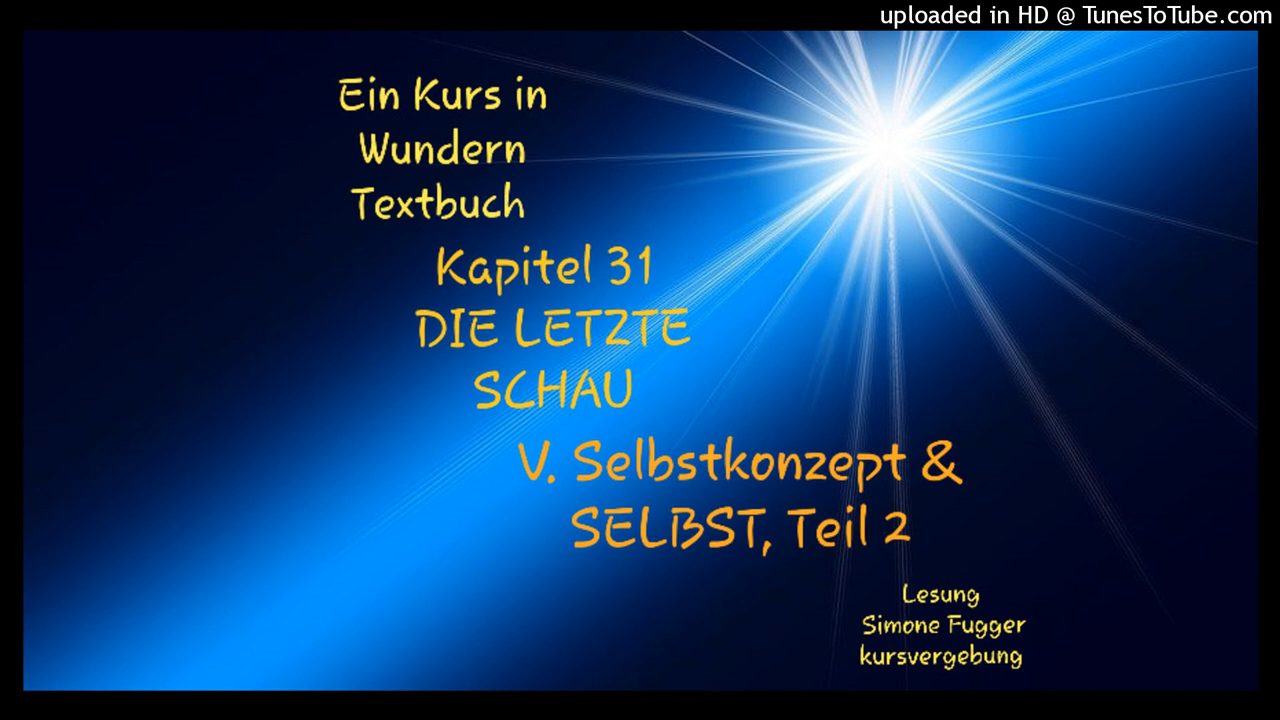 uploaded in HD @ TunesToTube.com
Ein Kurs in
Wundern
Textbuch
Kapitel 31
DIE LETZTE
SCHAU
V. Selbstkonzept &
SELBST, Teil 2
Lesung
Simone Fugger
kursvergebung